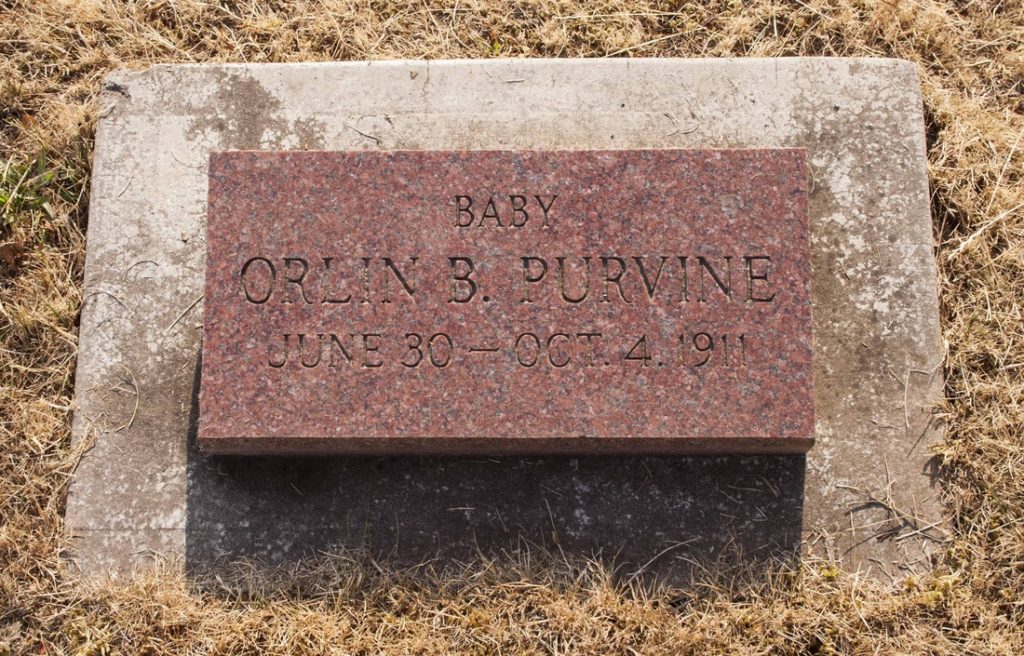 BABY
ORLIN B. PURVINE
JUNE 30 – OCT. 4. 1911